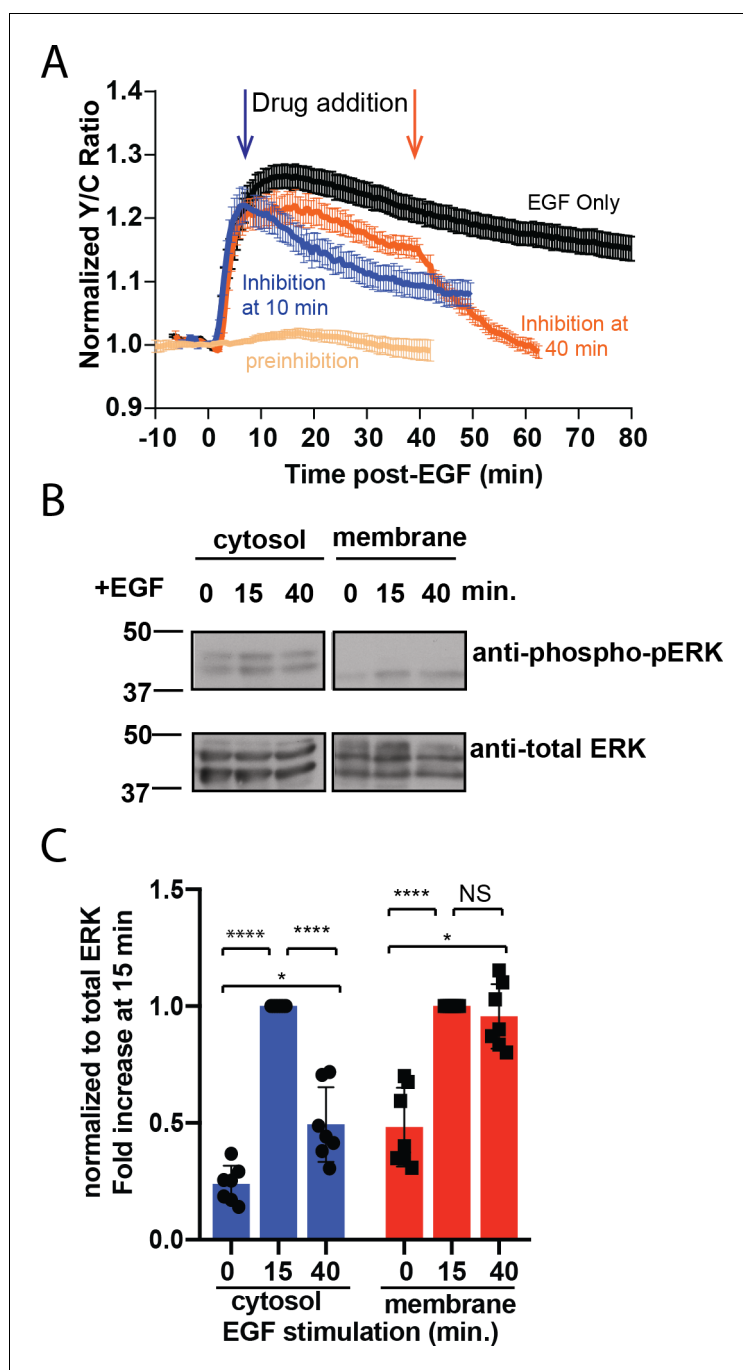 A
Normalized Y/C Ratio
1.4
1.3
1.2
1.1
1.0
0.9
Drug addition
EGF Only
Inhibition
at 10 min
Inhibition at
40 min
preinhibition
-10 0 10 20 30 40 50 60 70 80
Time post-EGF (min)
B
cytosol membrane
+EGF 0 15 40 0 15 40 min.
50
37
anti-phospho-pERK
50
37
anti-total ERK
C
normalized to total ERK
Fold increase at 15 min
1.5
1.0
0.5
0.0
**** **** *
**** NS *
0 15 40 0 15 40
cytosol membrane
EGF stimulation (min.)